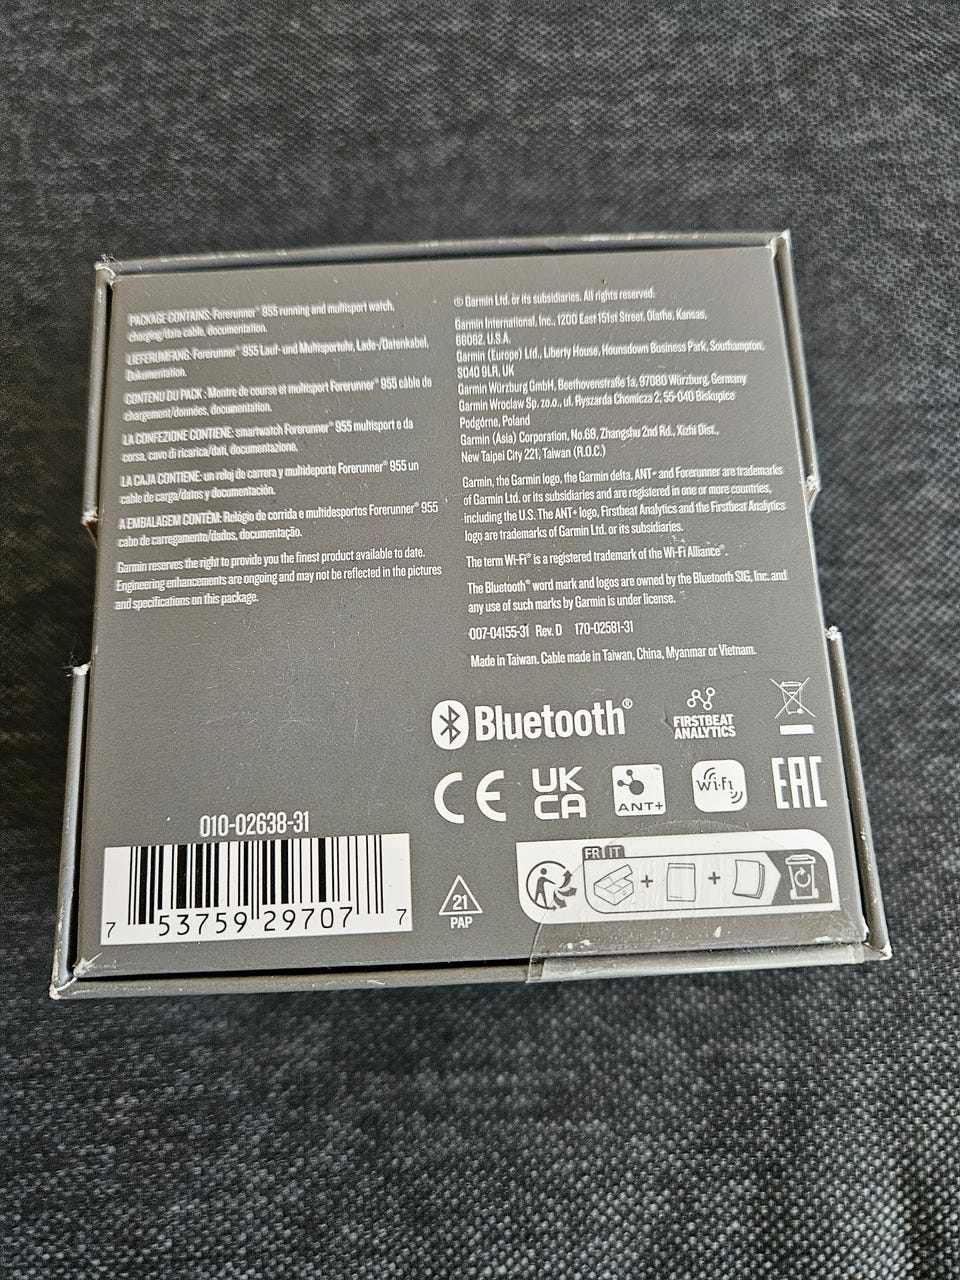 PACKAGE CONTAINS: Forerunner® 955 running and multisport watch,
charging/data cable, documentation.
LIEFERUMFANG: Forerunner® 955 Lauf- und Multisportuhr, Lade-/Datenkabel,
Dokumentation.
CONTENU DU PACK : Montre de course et multisport Forerunner® 955 câble de
chargement/données, documentation.
LA CONFEZIONE CONTIENE: smartwatch Forerunner® 955 multisport e da
corsa, cavo di ricarica/dati, documentazione.
LA CAJA CONTIENE: un reloj de carrera y multideporte Forerunner® 955 un
cable de carga/datos y documentación.
A EMBALAGEM CONTÉM: Relógio de corrida e multidesportos Forerunner® 955
cabo de carregamento/dados, documentação.
Garmin reserves the right to provide you the finest product available to date.
Engineering enhancements are ongoing and may not be reflected in the pictures
and specifications on this package.
© Garmin Ltd. or its subsidiaries. All rights reserved.
Garmin International, Inc., 1200 East 151st Street, Olathe, Kansas,
66062, U.S.A.
Garmin (Europe) Ltd., Liberty House, Hounsdown Business Park, Southampton,
SO40 9LR, UK
Garmin Würzburg GmbH, Beethovenstraße 1a, 97080 Würzburg, Germany
Garmin Wroclaw Sp. zo.o., ul. Ryszarda Chomicza 2, 55-040 Biskupice
Podgórne, Poland
Garmin (Asia) Corporation, No.68, Zhangshu 2nd Rd., Xizhi Dist.,
New Taipei City 221, Taiwan (R.O.C.)
Garmin, the Garmin logo, the Garmin delta, ANT+ and Forerunner are trademarks
of Garmin Ltd. or its subsidiaries and are registered in one or more countries,
including the U.S. The ANT+ logo, Firstbeat Analytics and the Firstbeat Analytics
logo are trademarks of Garmin Ltd. or its subsidiaries.
The term Wi-Fi® is a registered trademark of the Wi-Fi Alliance®.
The Bluetooth® word mark and logos are owned by the Bluetooth SIG, Inc. and
any use of such marks by Garmin is under license.
007-04155-31 Rev. D 170-02581-31
Made in Taiwan. Cable made in Taiwan, China, Myanmar or Vietnam.
Bluetooth®
FIRSTBEAT
ANALYTICS
CE
UK
CA
ANT+™
Wi-Fi
EAC
010-02638-31
7 53759 29707 7
21
PAP
FR IT